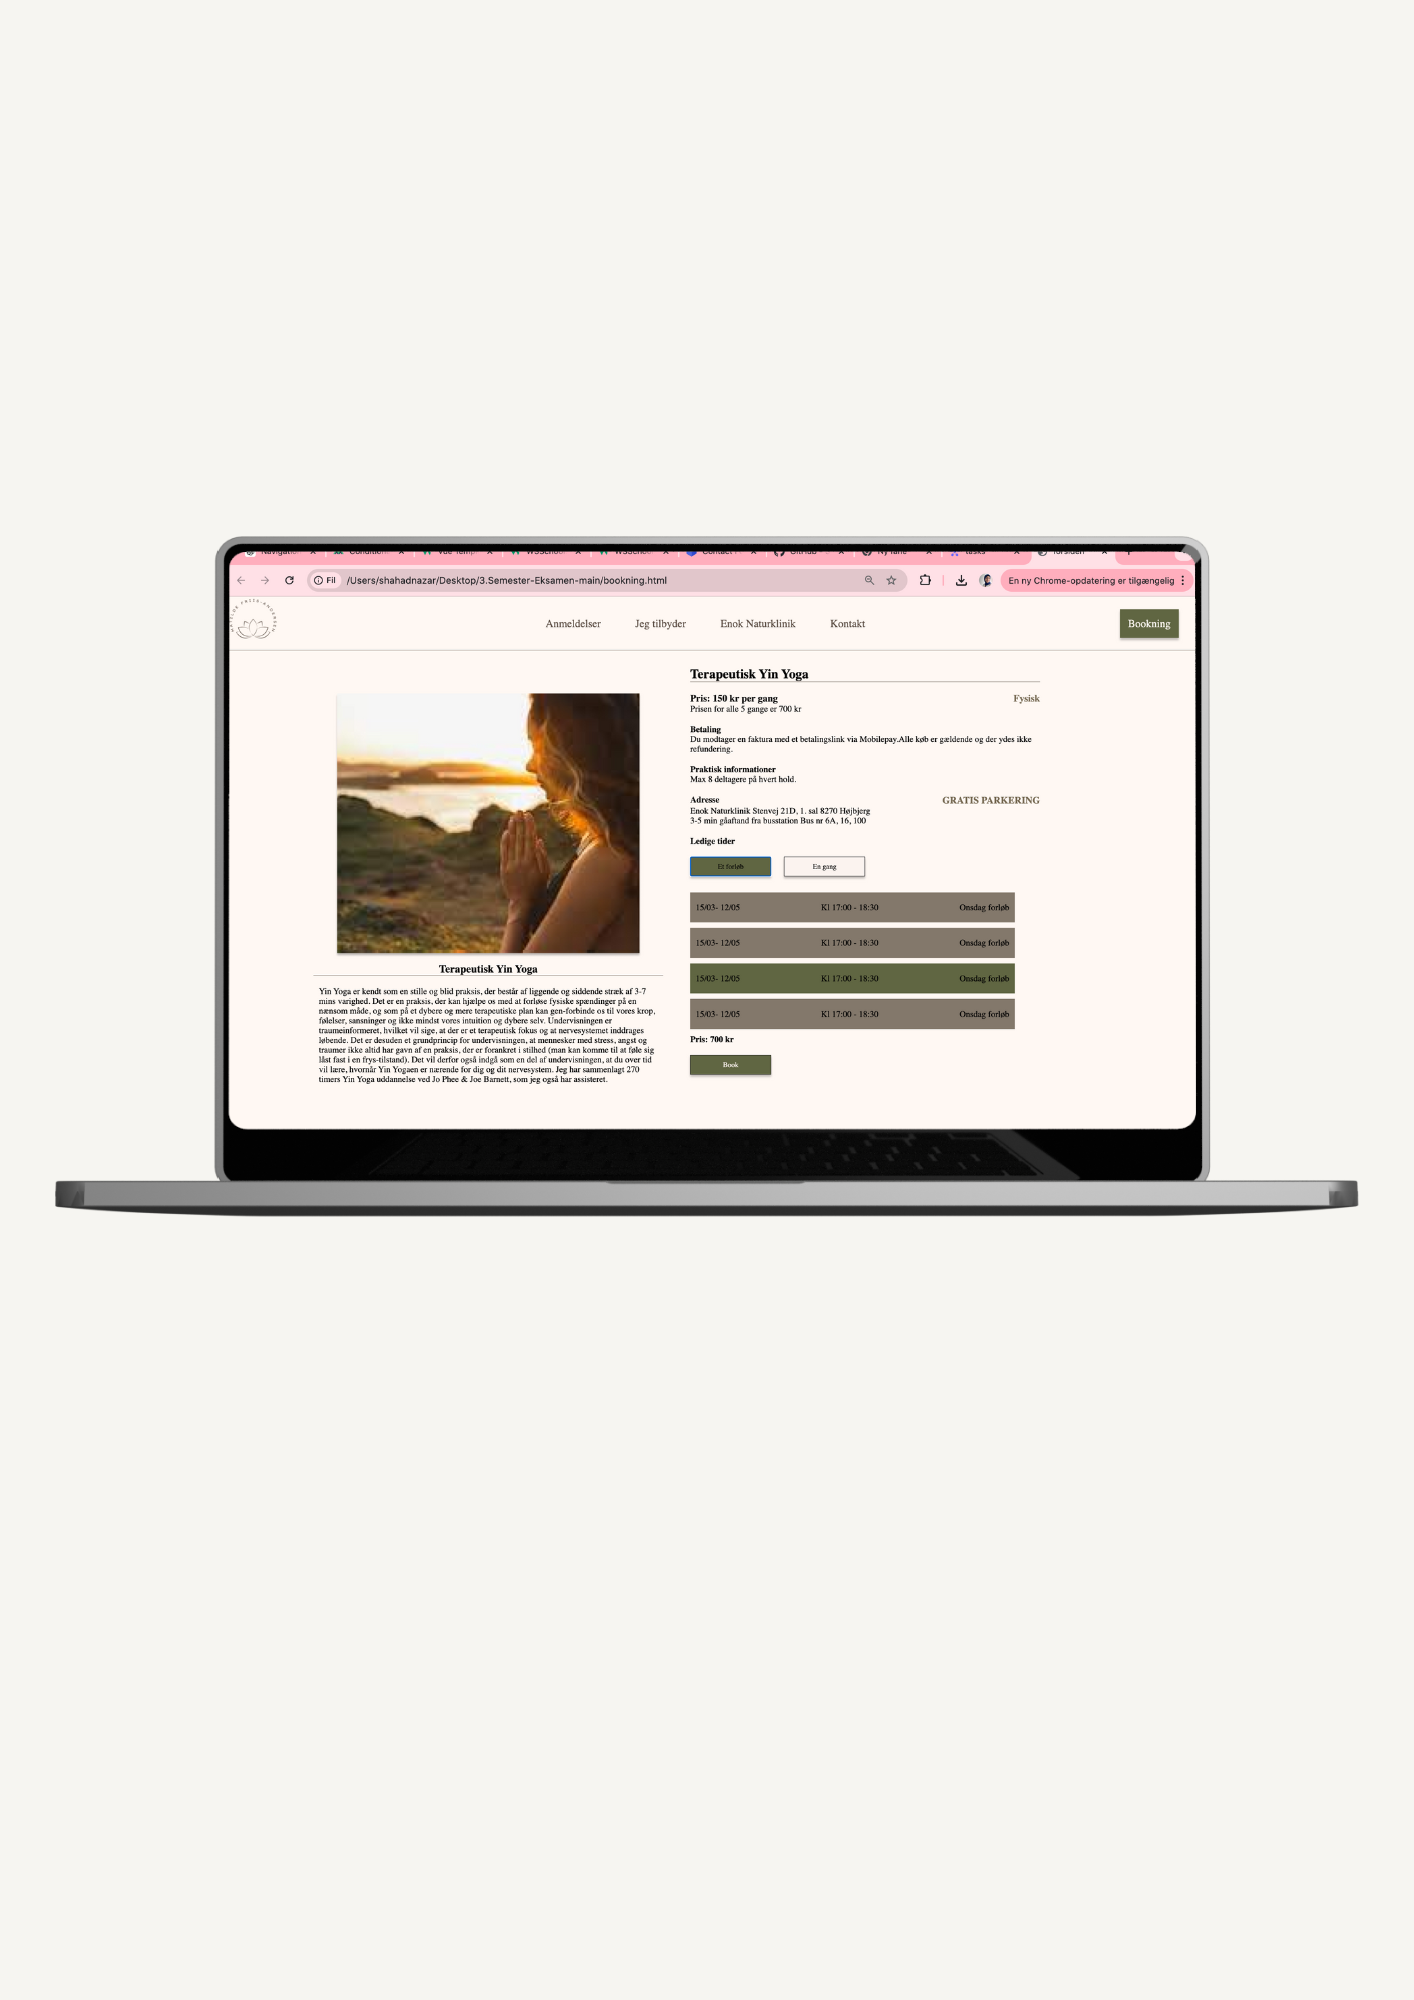 Fil
/Users/shahadnazar/Desktop/3.Semester-Eksamen-main/bookning.html
En ny Chrome-opdatering er tilgængelig
Anmeldelser
Jeg tilbyder
Enok Naturklinik
Kontakt
Bookning
Terapeutisk Yin Yoga
Yin Yoga er kendt som en stille og blid praksis, der består af liggende og siddende stræk af 3-7
mins varighed. Det er en praksis, der kan hjælpe os med at forløse fysiske spændinger på en
nænsom måde, og som på et dybere og mere terapeutiske plan kan gen-forbinde os til vores krop,
følelser, sansninger og ikke mindst vores intuition og dybere selv. Undervisningen er
traumeinformeret, hvilket vil sige, at der er et terapeutisk fokus og at nervesystemet inddrages
løbende. Det er desuden et grundprincip for undervisningen, at mennesker med stress, angst og
traumer ikke altid har gavn af en praksis, der er forankret i stilhed (man kan komme til at føle sig
låst fast i en frys-tilstand). Det vil derfor også indgå som en del af undervisningen, at du over tid
vil lære, hvornår Yin Yogaen er nærende for dig og dit nervesystem. Jeg har sammenlagt 270
timers Yin Yoga uddannelse ved Jo Phee & Joe Barnett, som jeg også har assisteret.
Terapeutisk Yin Yoga
Pris: 150 kr per gang
Fysisk
Prisen for alle 5 gange er 700 kr
Betaling
Du modtager en faktura med et betalingslink via Mobilepay.Alle køb er gældende og der ydes ikke
refundering.
Praktisk informationer
Max 8 deltagere på hvert hold.
Adresse
GRATIS PARKERING
Enok Naturklinik Stenvej 21D, 1. sal 8270 Højbjerg
3-5 min gåaftand fra busstation Bus nr 6A, 16, 100
Ledige tider
Et forløb
En gang
15/03- 12/05 Kl 17:00 - 18:30 Onsdag forløb
15/03- 12/05 Kl 17:00 - 18:30 Onsdag forløb
15/03- 12/05 Kl 17:00 - 18:30 Onsdag forløb
15/03- 12/05 Kl 17:00 - 18:30 Onsdag forløb
Pris: 700 kr
Book